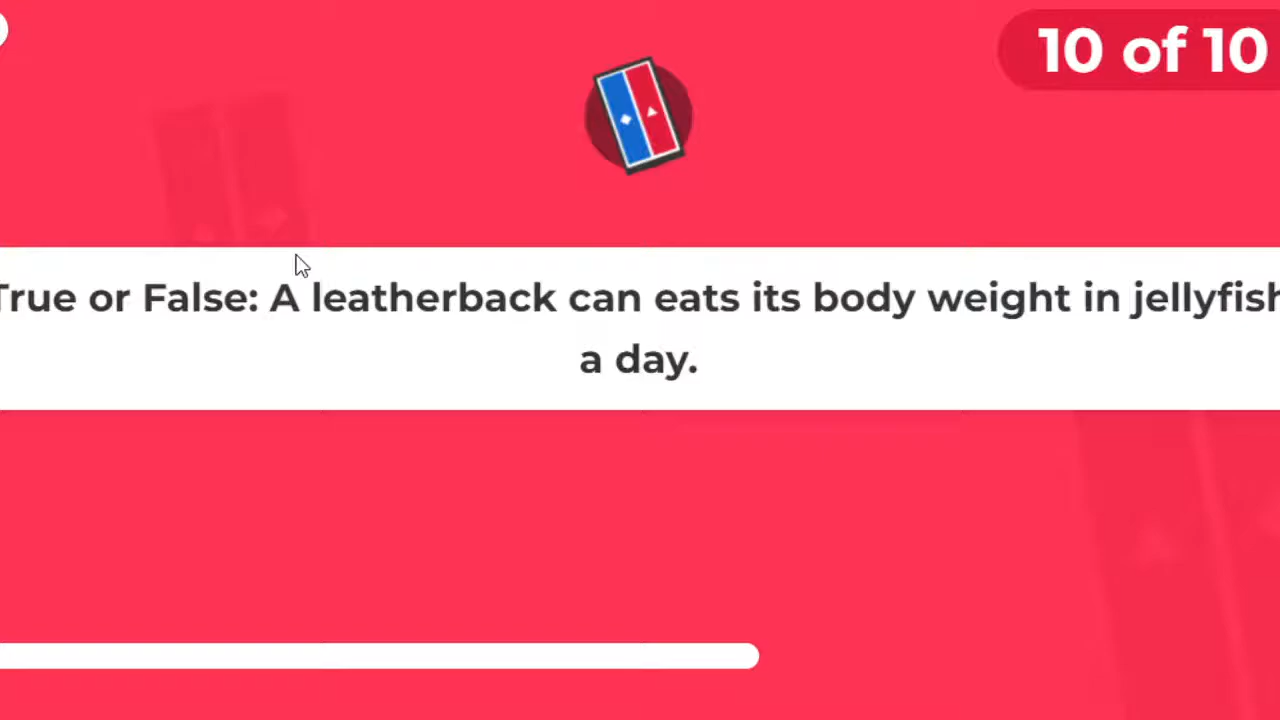 10 of 10
True or False: A leatherback can eats its body weight in jellyfish
a day.